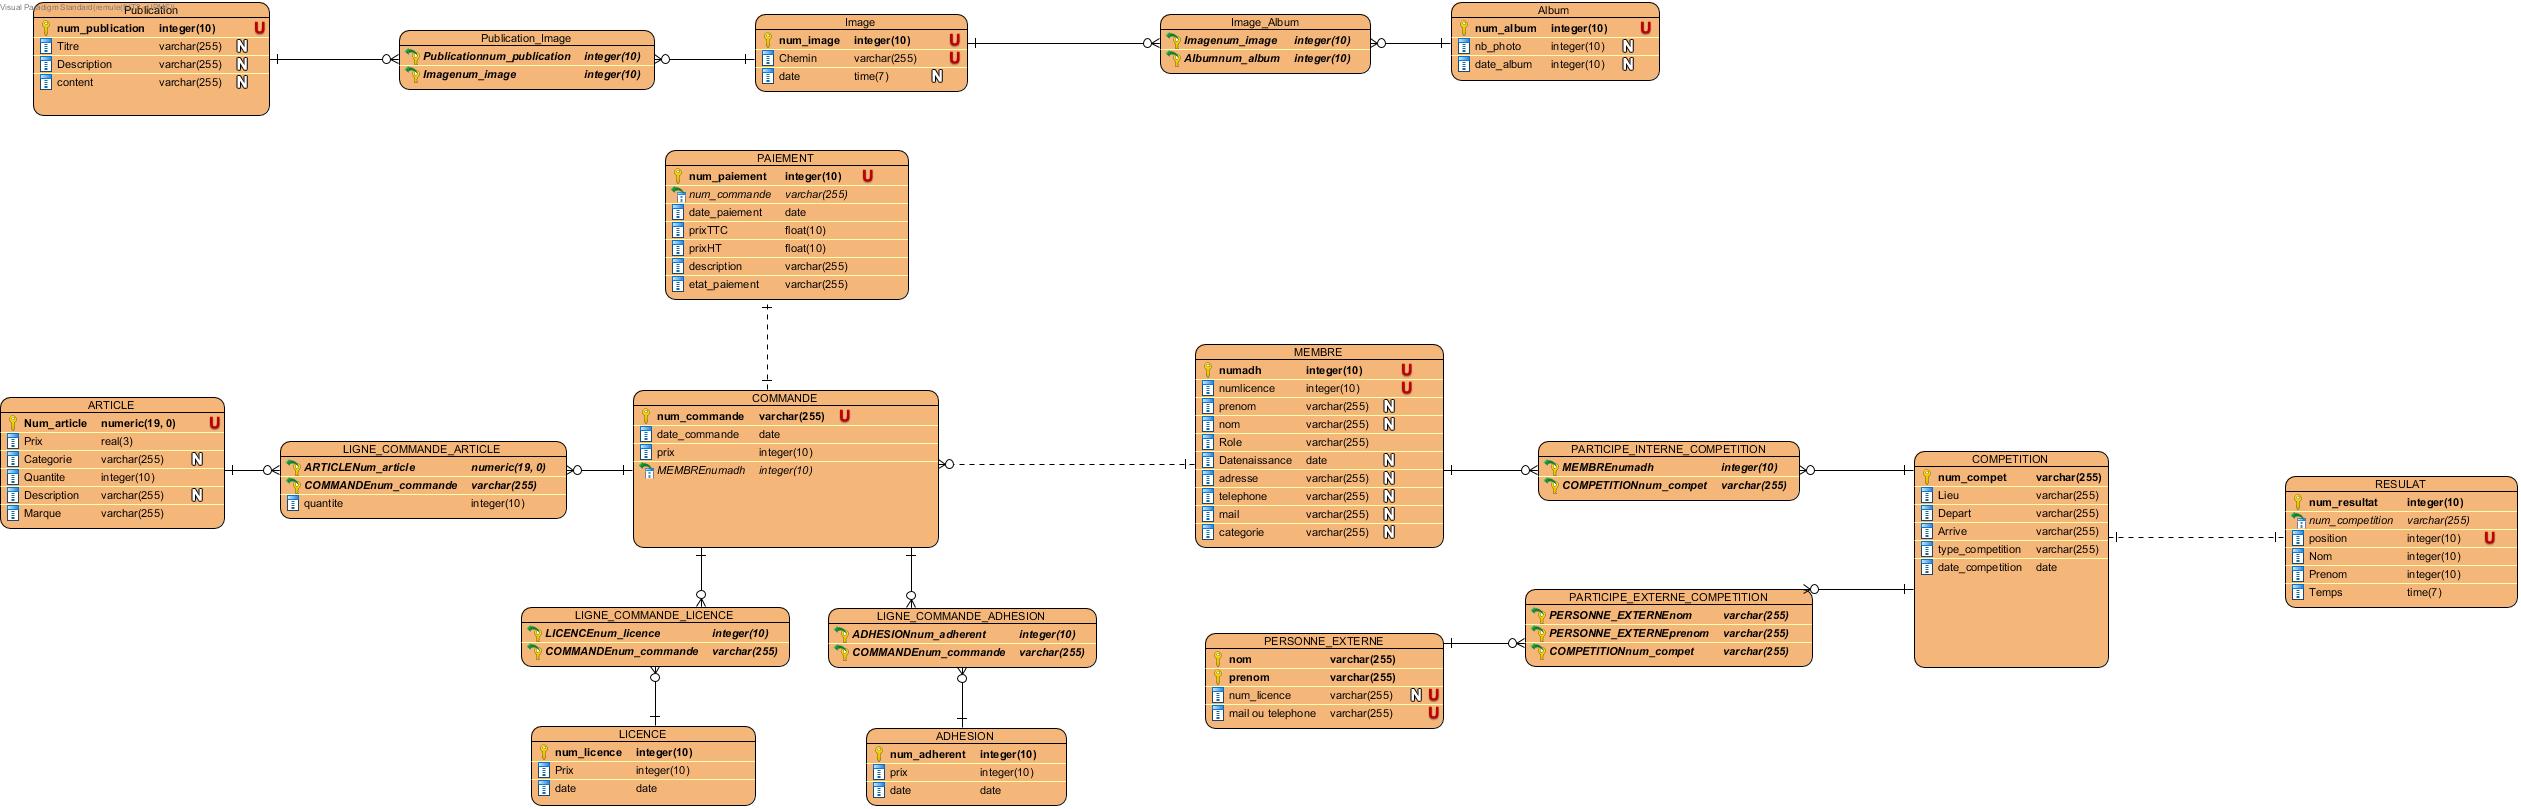 Visual Paradigm Standard
Publication
num_publication integer(10) U
Titre varchar(255) N
Description varchar(255) N
content varchar(255) N
Publication_Image
Publicationnum_publication integer(10)
Imagenum_image integer(10)
Image
num_image integer(10) U
Chemin varchar(255) U
date time(7) N
Image_Album
Imagenum_image integer(10)
Albumnum_album integer(10)
Album
num_album integer(10) U
nb_photo integer(10) N
date_album integer(10) N
PAIEMENT
num_paiement integer(10) U
num_commande varchar(255)
date_paiement date
prixTTC float(10)
prixHT float(10)
description varchar(255)
etat_paiement varchar(255)
ARTICLE
Num_article numeric(19, 0) U
Prix real(3)
Categorie varchar(255) N
Quantite integer(10)
Description varchar(255) N
Marque varchar(255)
LIGNE_COMMANDE_ARTICLE
ARTICLENum_article numeric(19, 0)
COMMANDEnum_commande varchar(255)
quantite integer(10)
COMMANDE
num_commande varchar(255) U
date_commande date
prix integer(10)
MEMBREnumadh integer(10)
MEMBRE
numadh integer(10) U
numlicence integer(10) U
prenom varchar(255) N
nom varchar(255) N
Role varchar(255)
Datenaissance date N
adresse varchar(255) N
telephone varchar(255) N
mail varchar(255) N
categorie varchar(255) N
PARTICIPE_INTERNE_COMPETITION
MEMBREnumadh integer(10)
COMPETITIONnum_compet varchar(255)
COMPETITION
num_compet varchar(255)
Lieu varchar(255)
Depart varchar(255)
Arrive varchar(255)
type_competition varchar(255)
date_competition date
RESULAT
num_resultat integer(10)
num_competition varchar(255)
position integer(10) U
Nom integer(10)
Prenom integer(10)
Temps time(7)
LIGNE_COMMANDE_LICENCE
LICENCEnum_licence integer(10)
COMMANDEnum_commande varchar(255)
LIGNE_COMMANDE_ADHESION
ADHESIONnum_adherent integer(10)
COMMANDEnum_commande varchar(255)
PERSONNE_EXTERNE
nom varchar(255)
prenom varchar(255)
num_licence varchar(255) N U
mail ou telephone varchar(255) U
PARTICIPE_EXTERNE_COMPETITION
PERSONNE_EXTERNEnom varchar(255)
PERSONNE_EXTERNEprenom varchar(255)
COMPETITIONnum_compet varchar(255)
LICENCE
num_licence integer(10)
Prix integer(10)
date date
ADHESION
num_adherent integer(10)
prix integer(10)
date date